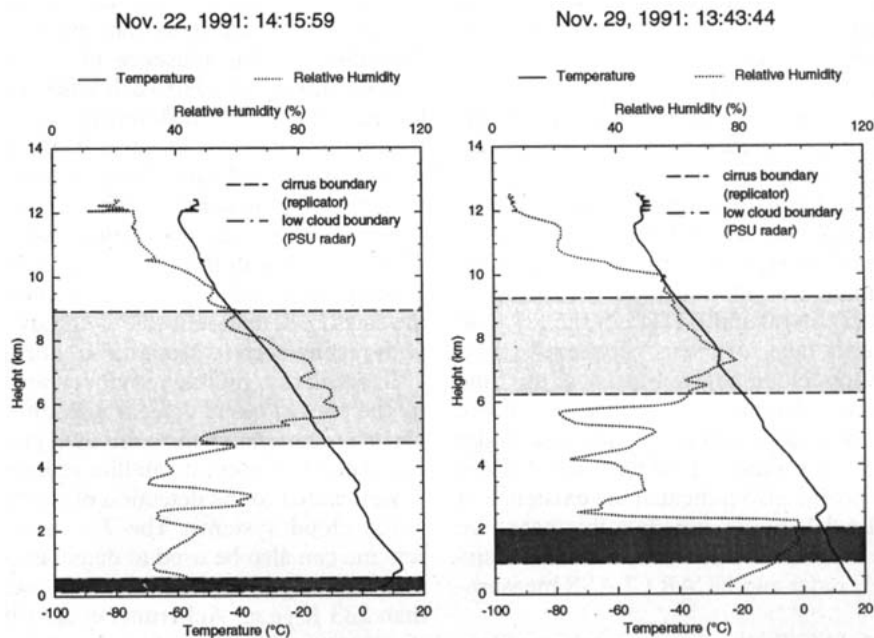 Nov. 22, 1991: 14:15:59
Temperature
Relative Humidity
Relative Humidity (%)
0 40 80 120
14
12
10
8
6
4
2
0
Height (km)
cirrus boundary
(replicator)
low cloud boundary
(PSU radar)
-100 -80 -60 -40 -20 0 20
Temperature (°C)
Nov. 29, 1991: 13:43:44
Temperature
Relative Humidity
Relative Humidity (%)
0 40 80 120
14
12
10
8
6
4
2
0
Height (km)
cirrus boundary
(replicator)
low cloud boundary
(PSU radar)
-100 -80 -60 -40 -20 0 20
Temperature (°C)